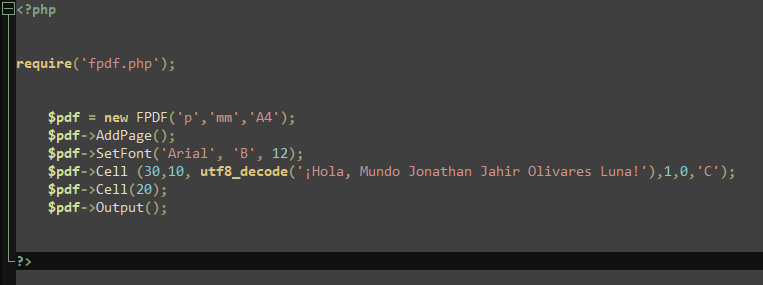 <?php
require('fpdf.php');
$pdf = new FPDF('p','mm','A4');
$pdf->AddPage();
$pdf->SetFont('Arial', 'B', 12);
$pdf->Cell (30,10, utf8_decode('¡Hola, Mundo Jonathan Jahir Olivares Luna!'),1,0,'C');
$pdf->Cell(20);
$pdf->Output();
?>